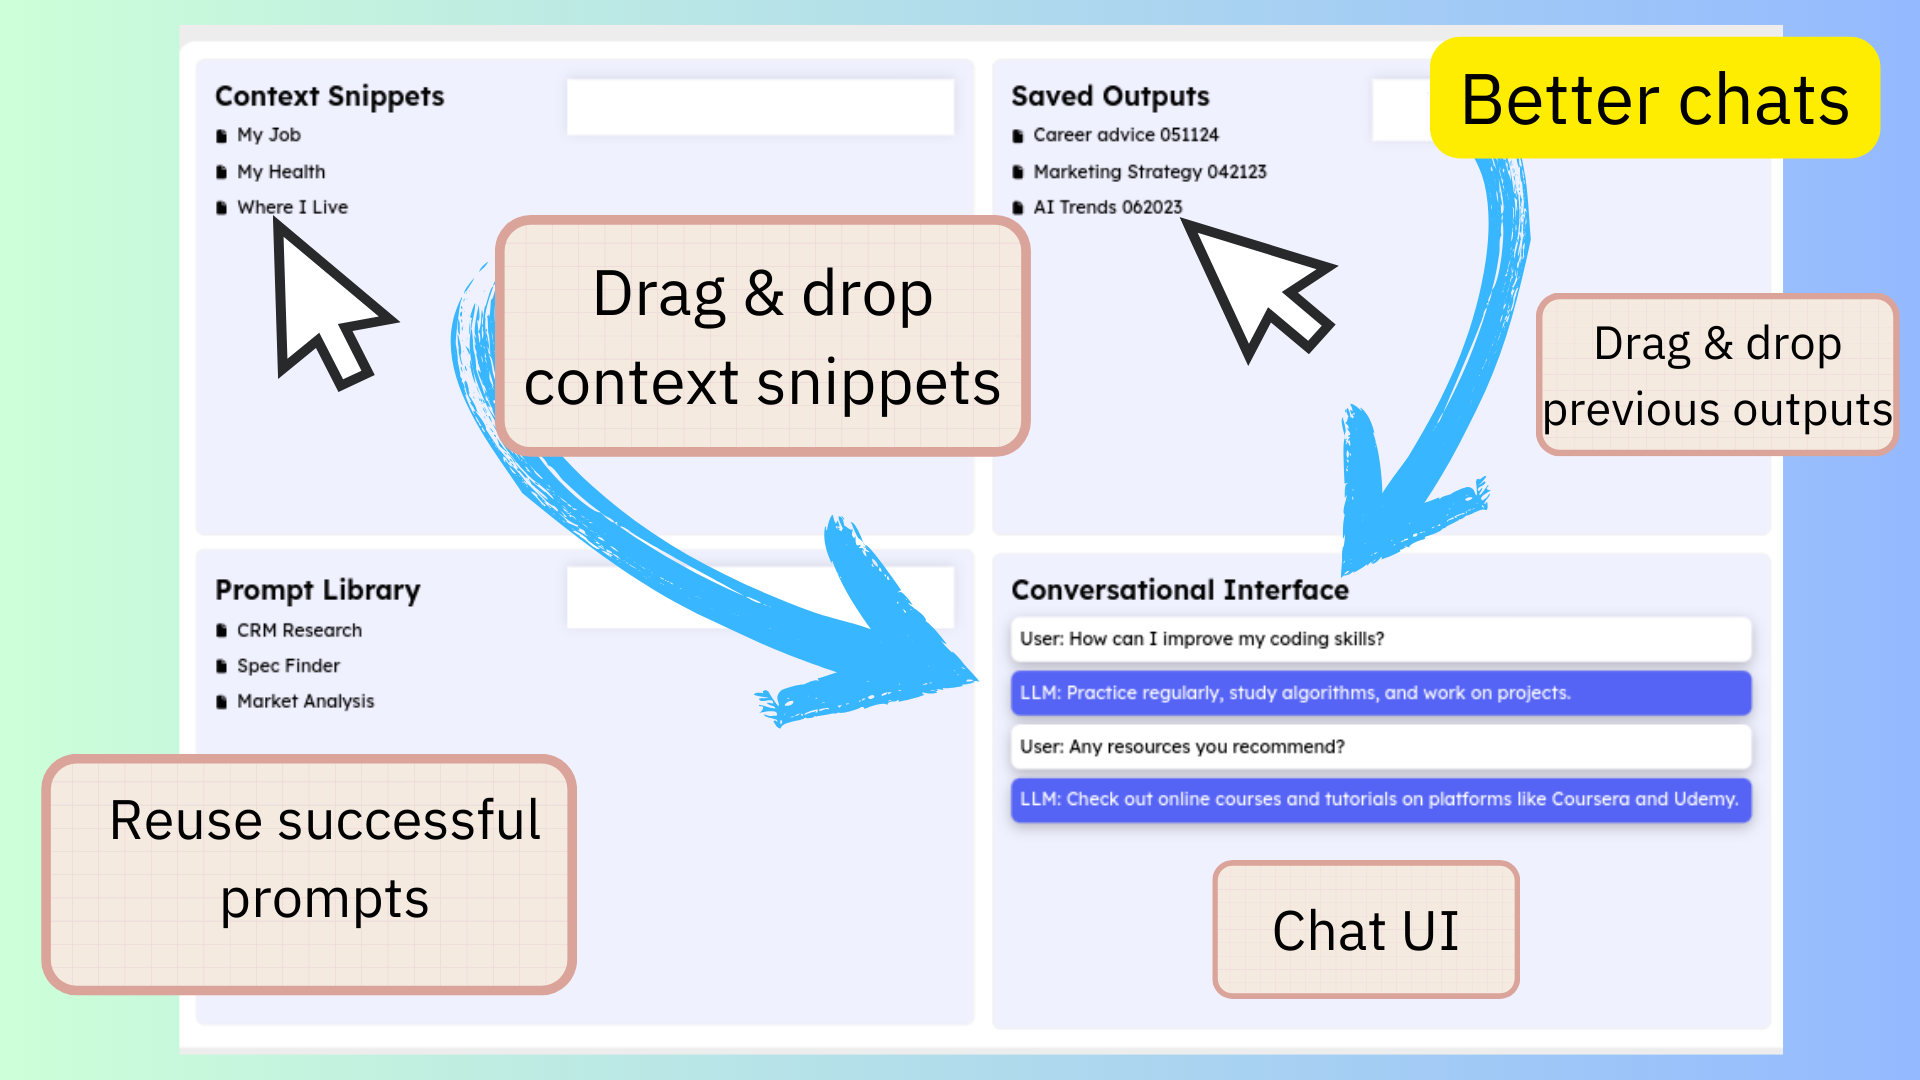 Better chats
Context Snippets
My Job
My Health
Where I Live
Drag & drop
context snippets
Saved Outputs
Career advice 051124
Marketing Strategy 042123
AI Trends 062023
Drag & drop
previous outputs
Prompt Library
CRM Research
Spec Finder
Market Analysis
Reuse successful
prompts
Conversational Interface
User: How can I improve my coding skills?
LLM: Practice regularly, study algorithms, and work on projects.
User: Any resources you recommend?
LLM: Check out online courses and tutorials on platforms like Coursera and Udemy.
Chat UI